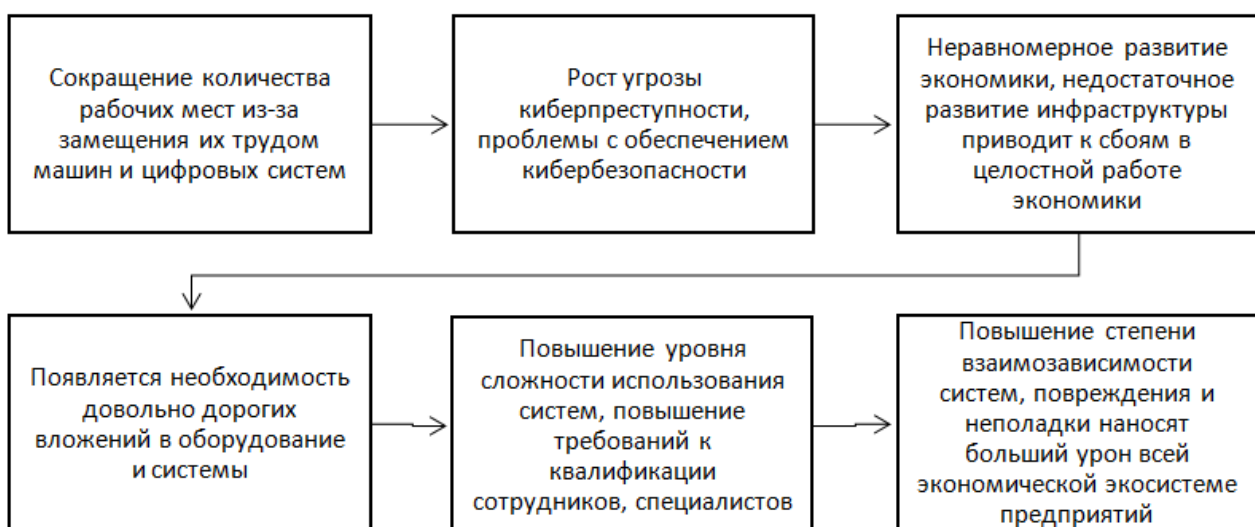 Сокращение количества
рабочих мест из-за
замещения их трудом
машин и цифровых систем
Рост угрозы
киберпреступности,
проблемы с обеспечением
кибербезопасности
Неравномерное развитие
экономики, недостаточное
развитие инфраструктуры
приводит к сбоям в
целостной работе
экономики
Появляется необходимость
довольно дорогих
вложений в оборудование
и системы
Повышение уровня
сложности использования
систем, повышение
требований к
квалификации
сотрудников, специалистов
Повышение степени
взаимозависимости
систем, повреждения и
неполадки наносят
больший урон всей
экономической экосистеме
предприятий